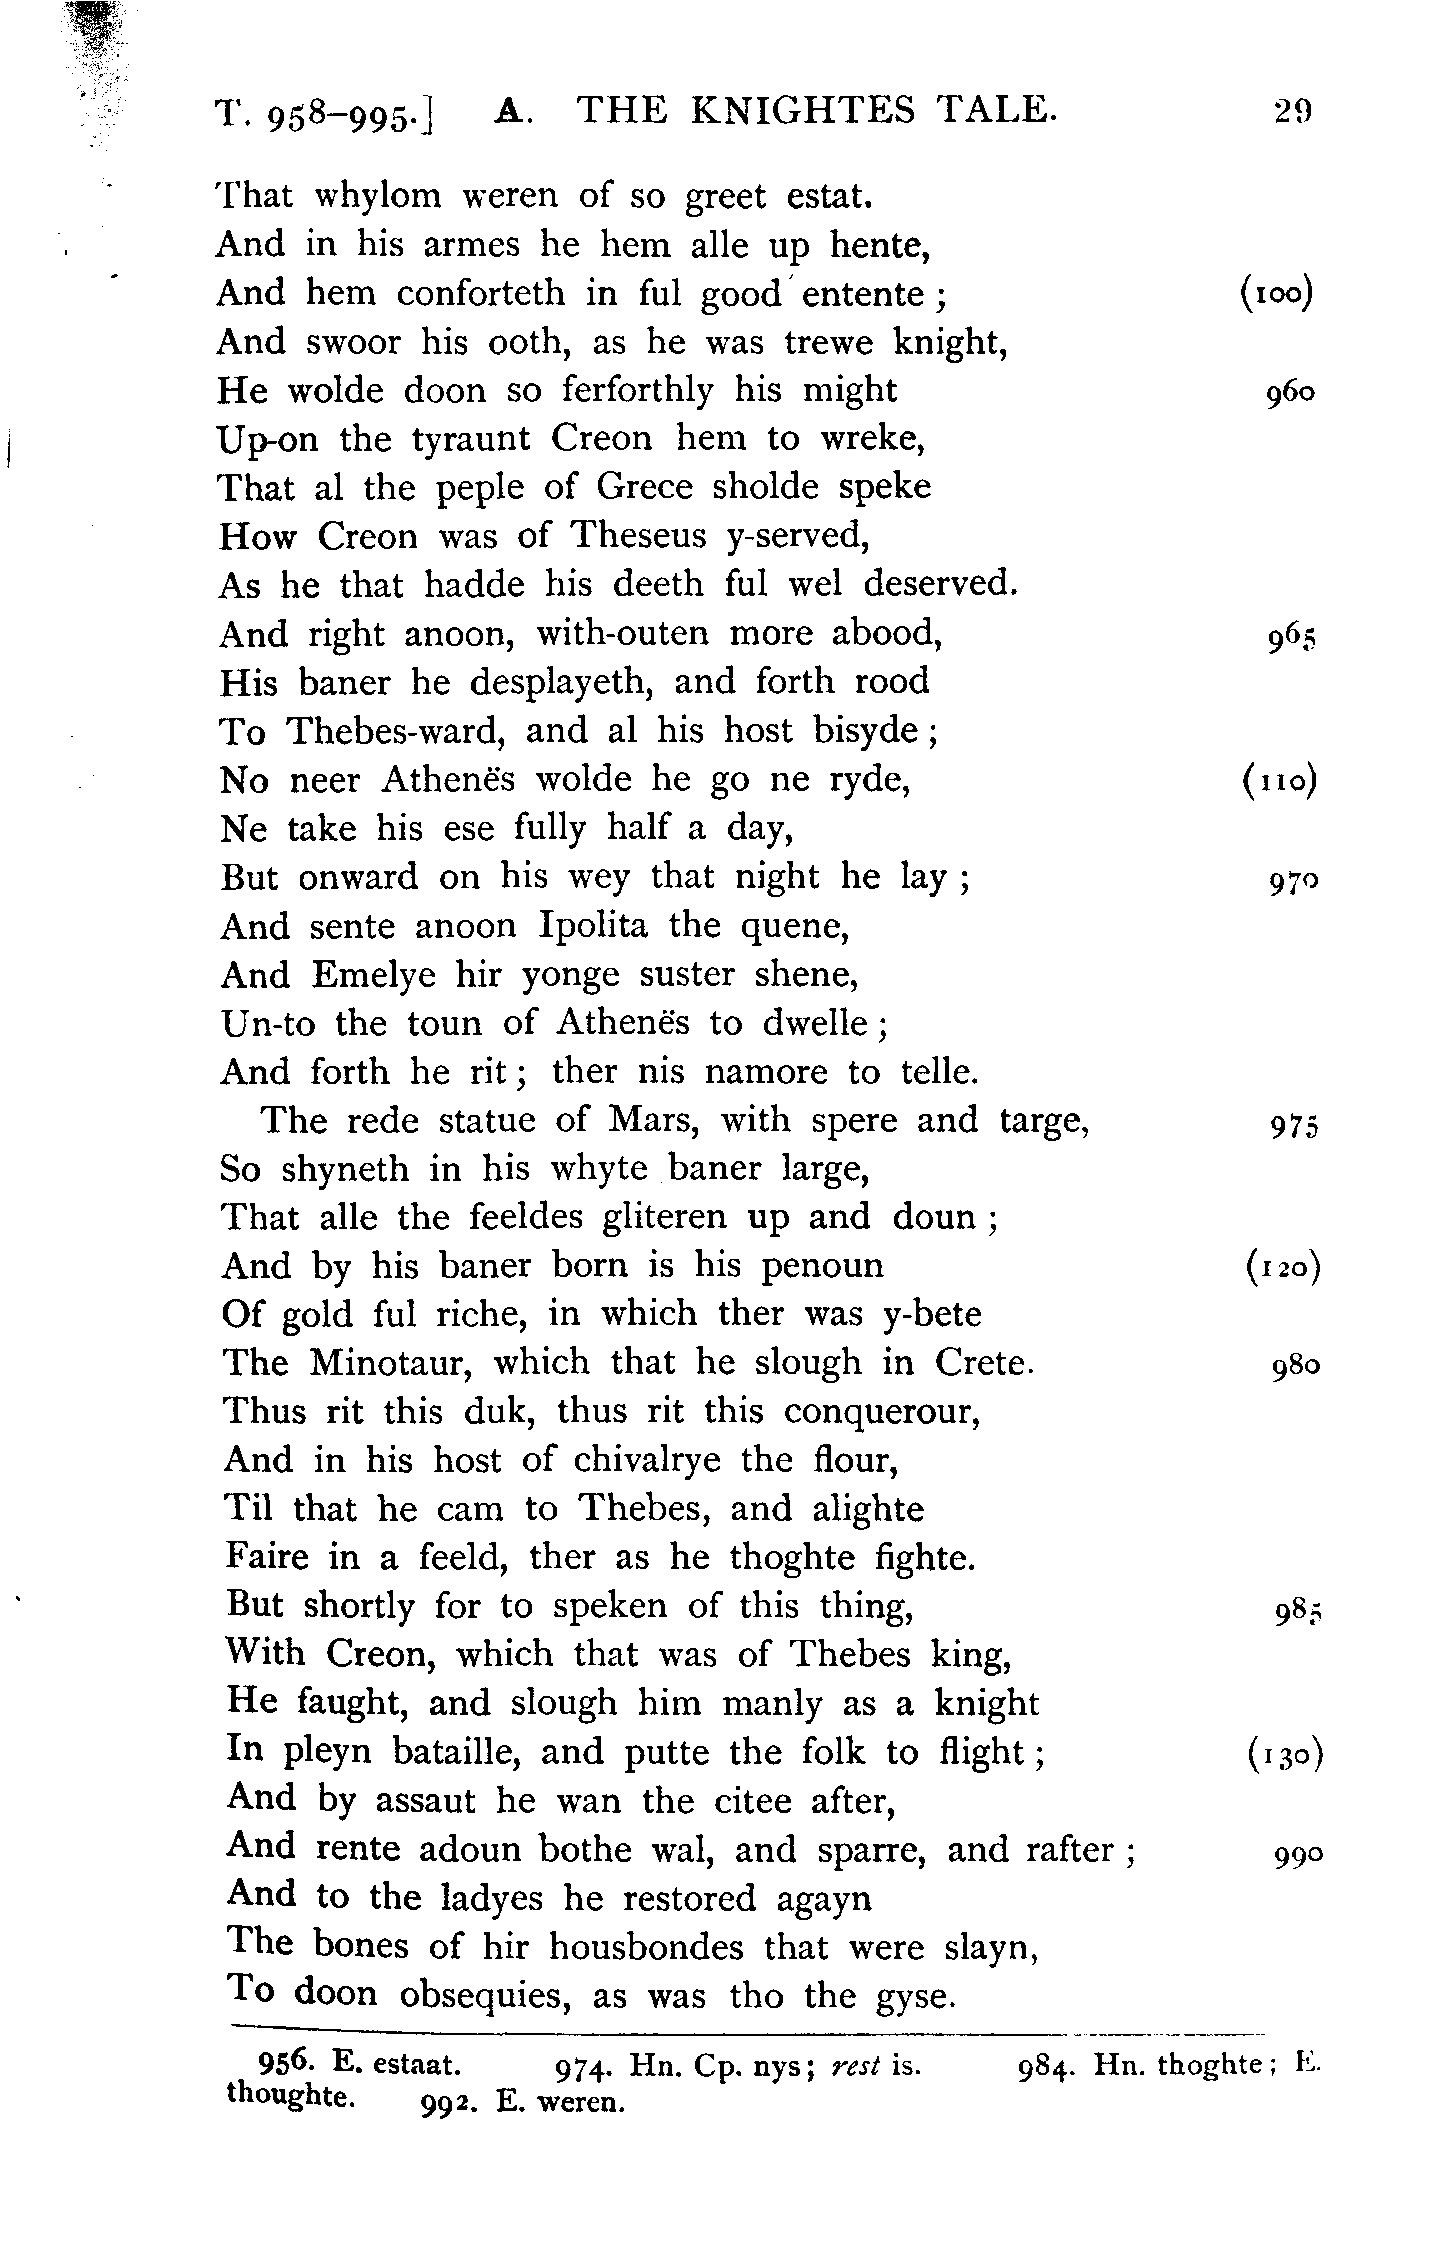 T. 958–995.] A. THE KNIGHTES TALE. 29
That whylom weren of so greet estat.
And in his armes he hem alle up hente,
And hem conforteth in ful good entente ; (100)
And swoor his ooth, as he was trewe knight,
He wolde doon so ferforthly his might 960
Up-on the tyraunt Creon hem to wreke,
That al the peple of Grece sholde speke
How Creon was of Theseus y-served,
As he that hadde his deeth ful wel deserved.
And right anoon, with-outen more abood, 965
His baner he desplayeth, and forth rood
To Thebes-ward, and al his host bisyde ;
No neer Athenës wolde he go ne ryde, (110)
Ne take his ese fully half a day,
But onward on his wey that night he lay ; 970
And sente anoon Ipolita the quene,
And Emelye hir yonge suster shene,
Un-to the toun of Athenës to dwelle ;
And forth he rit ; ther nis namore to telle.
The rede statue of Mars, with spere and targe, 975
So shyneth in his whyte baner large,
That alle the feeldes gliteren up and doun ;
And by his baner born is his penoun (120)
Of gold ful riche, in which ther was y-bete
The Minotaur, which that he slough in Crete. 980
Thus rit this duk, thus rit this conquerour,
And in his host of chivalrye the flour,
Til that he cam to Thebes, and alighte
Faire in a feeld, ther as he thoghte fighte.
But shortly for to speken of this thing, 985
With Creon, which that was of Thebes king,
He faught, and slough him manly as a knight
In pleyn bataille, and putte the folk to flight ; (130)
And by assaut he wan the citee after,
And rente adoun bothe wal, and sparre, and rafter ; 990
And to the ladyes he restored agayn
The bones of hir housbondes that were slayn,
To doon obsequies, as was tho the gyse.
956. E. estaat. 974. Hn. Cp. nys ; rest is. 984. Hn. thoghte ; E.
thoughte. 992. E. weren.